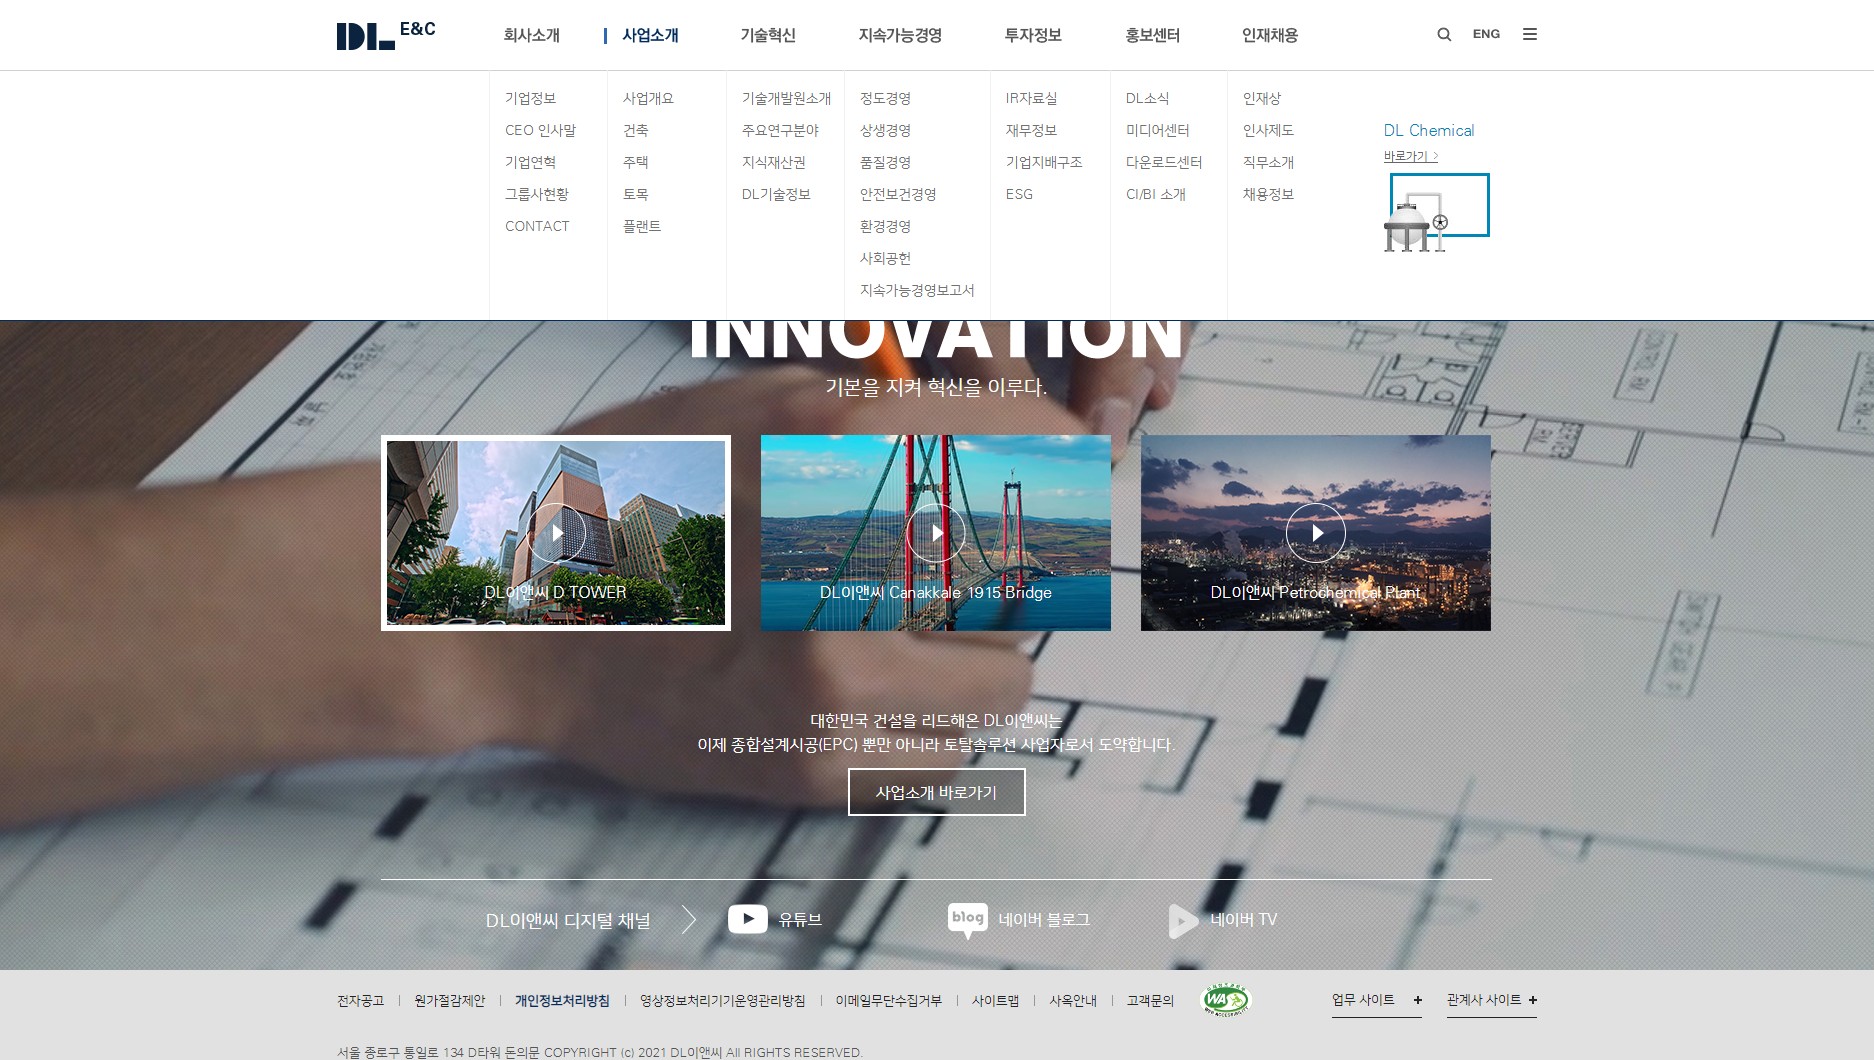 DL E&C
회사소개 사업소개 기술혁신 지속가능경영 투자정보 홍보센터 인재채용 ENG
기업정보
CEO 인사말
기업연혁
그룹사현황
CONTACT
사업개요
건축
주택
토목
플랜트
기술개발원소개
주요연구분야
지식재산권
DL기술정보
정도경영
상생경영
품질경영
안전보건경영
환경경영
사회공헌
지속가능경영보고서
IR자료실
재무정보
기업지배구조
ESG
DL소식
미디어센터
다운로드센터
CI/BI 소개
인재상
인사제도
직무소개
채용정보
DL Chemical
바로가기 >
INNOVATION
기본을 지켜 혁신을 이루다.
DL이앤씨 D TOWER
DL이앤씨 Canakkale 1915 Bridge
DL이앤씨 Petrochemical Plant
대한민국 건설을 리드해온 DL이앤씨는
이제 종합설계시공(EPC) 뿐만 아니라 토탈솔루션 사업자로서 도약합니다.
사업소개 바로가기
DL이앤씨 디지털 채널 유튜브 blog 네이버 블로그 네이버 TV
전자공고 | 원가절감제안 | 개인정보처리방침 | 영상정보처리기기운영관리방침 | 이메일무단수집거부 | 사이트맵 | 사옥안내 | 고객문의 WA 업무 사이트 + 관계사 사이트 +
서울 종로구 통일로 134 D타워 돈의문 COPYRIGHT (c) 2021 DL이앤씨 All RIGHTS RESERVED.